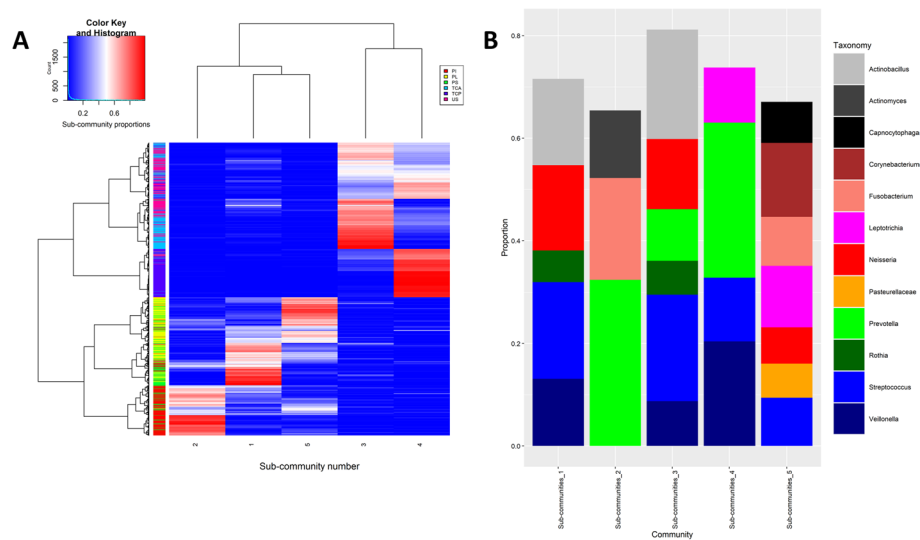 A
Color Key
and Histogram
Count
0 500 1500
0.2 0.6
Sub-community proportions
PI
PL
PS
TCA
TCP
US
2 1 5 3 4
Sub-community number
B
Proportion
0.8
0.6
0.4
0.2
0.0
Sub-communities_1
Sub-communities_2
Sub-communities_3
Sub-communities_4
Sub-communities_5
Community
Taxonomy
Actinobacillus
Actinomyces
Capnocytophaga
Corynebacterium
Fusobacterium
Leptotrichia
Neisseria
Pasteurellaceae
Prevotella
Rothia
Streptococcus
Veillonella